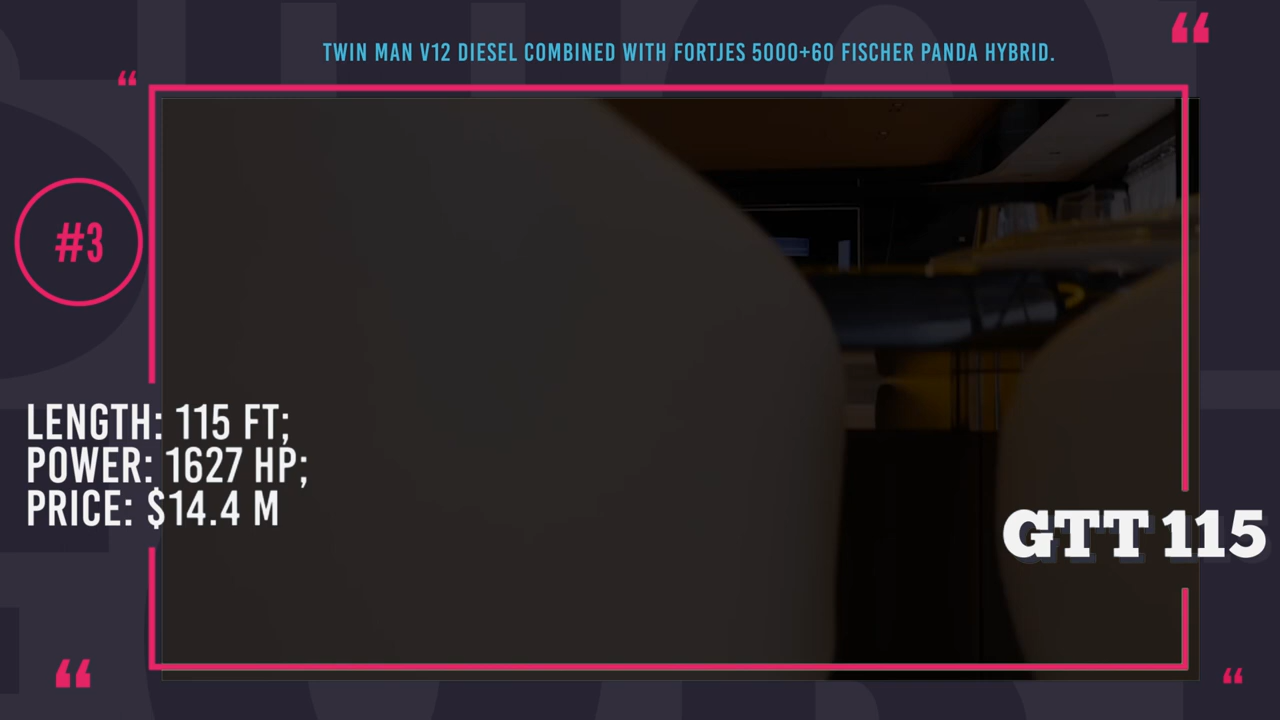 TWIN MAN V12 DIESEL COMBINED WITH FORTJES 5000+60 FISCHER PANDA HYBRID.
#3
LENGTH: 115 FT;
POWER: 1627 HP;
PRICE: $14.4 M
GTT 115